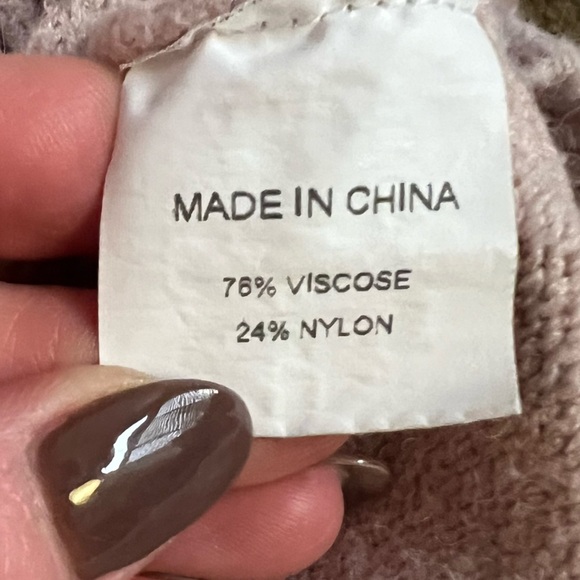 MADE IN CHINA
76% VISCOSE
24% NYLON